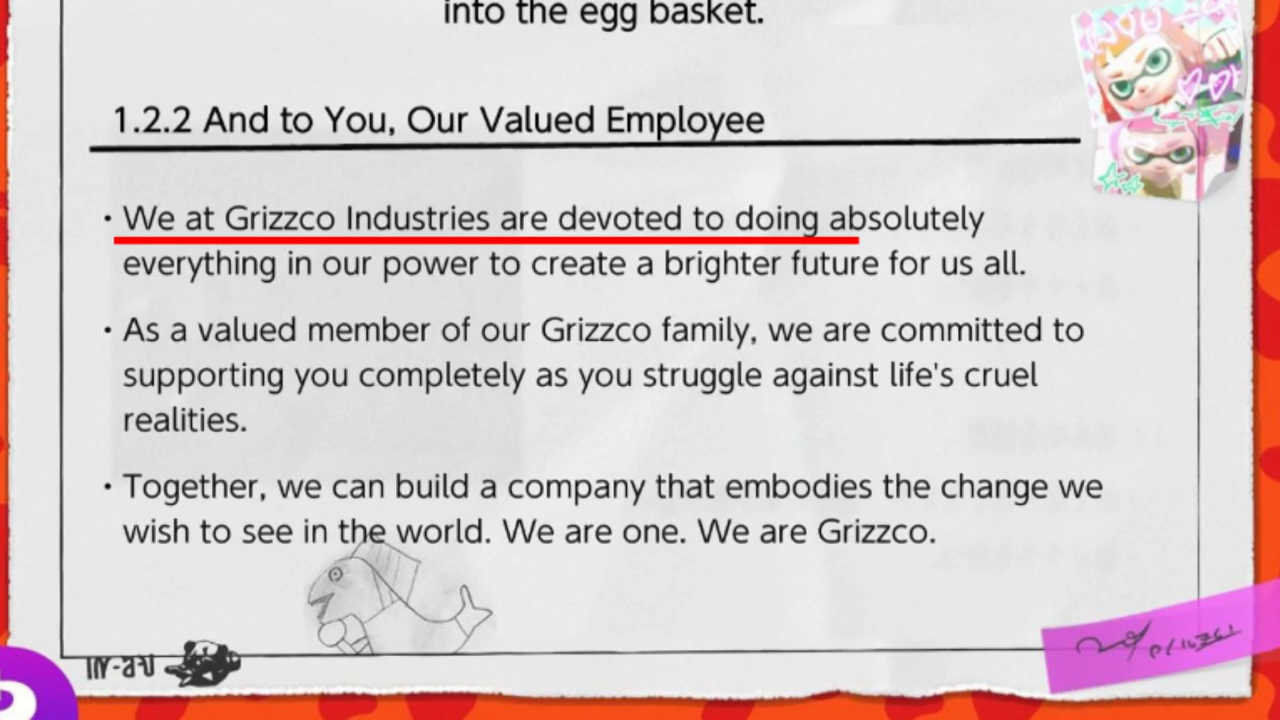 into the egg basket.
1.2.2 And to You, Our Valued Employee
· We at Grizzco Industries are devoted to doing absolutely
everything in our power to create a brighter future for us all.
· As a valued member of our Grizzco family, we are committed to
supporting you completely as you struggle against life's cruel
realities.
· Together, we can build a company that embodies the change we
wish to see in the world. We are one. We are Grizzco.